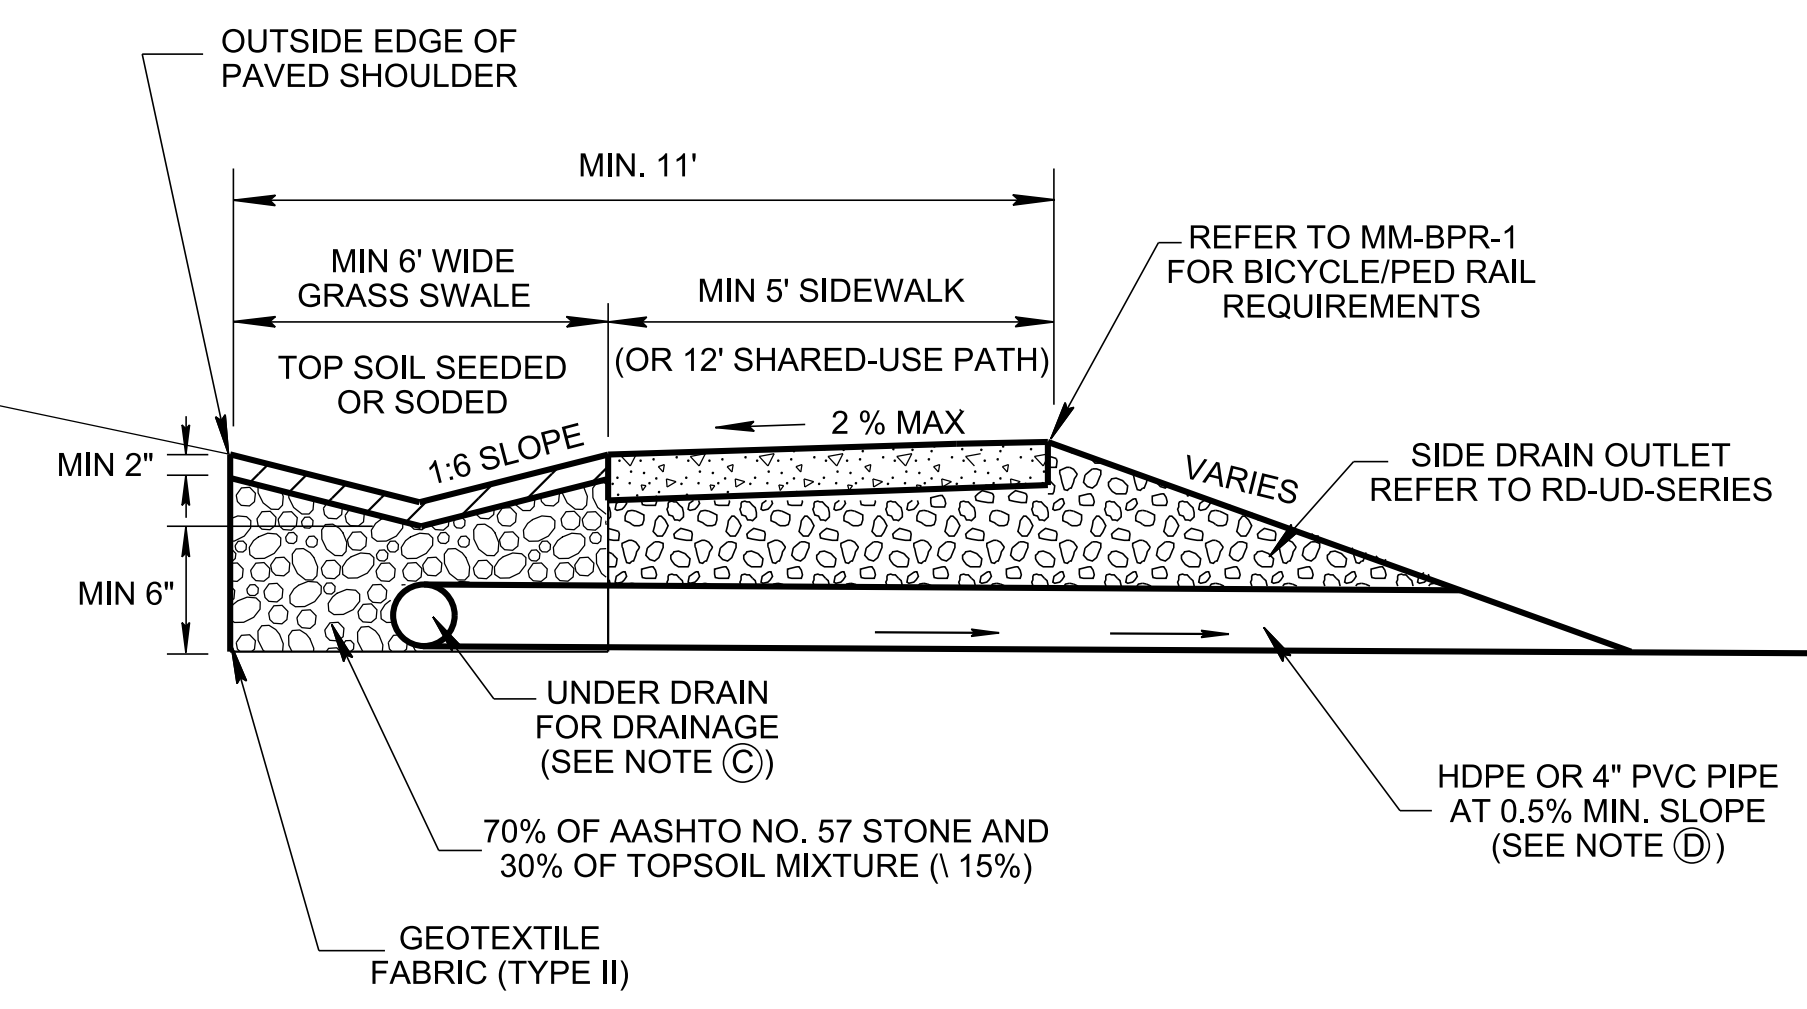 OUTSIDE EDGE OF
PAVED SHOULDER
MIN. 11'
MIN 6' WIDE
GRASS SWALE
MIN 5' SIDEWALK
REFER TO MM-BPR-1
FOR BICYCLE/PED RAIL
REQUIREMENTS
TOP SOIL SEEDED
OR SODED
(OR 12' SHARED-USE PATH)
2 % MAX
1:6 SLOPE
MIN 2"
VARIES
SIDE DRAIN OUTLET
REFER TO RD-UD-SERIES
MIN 6"
UNDER DRAIN
FOR DRAINAGE
(SEE NOTE Ⓒ)
HDPE OR 4" PVC PIPE
AT 0.5% MIN. SLOPE
(SEE NOTE Ⓓ)
70% OF AASHTO NO. 57 STONE AND
30% OF TOPSOIL MIXTURE (\ 15%)
GEOTEXTILE
FABRIC (TYPE II)